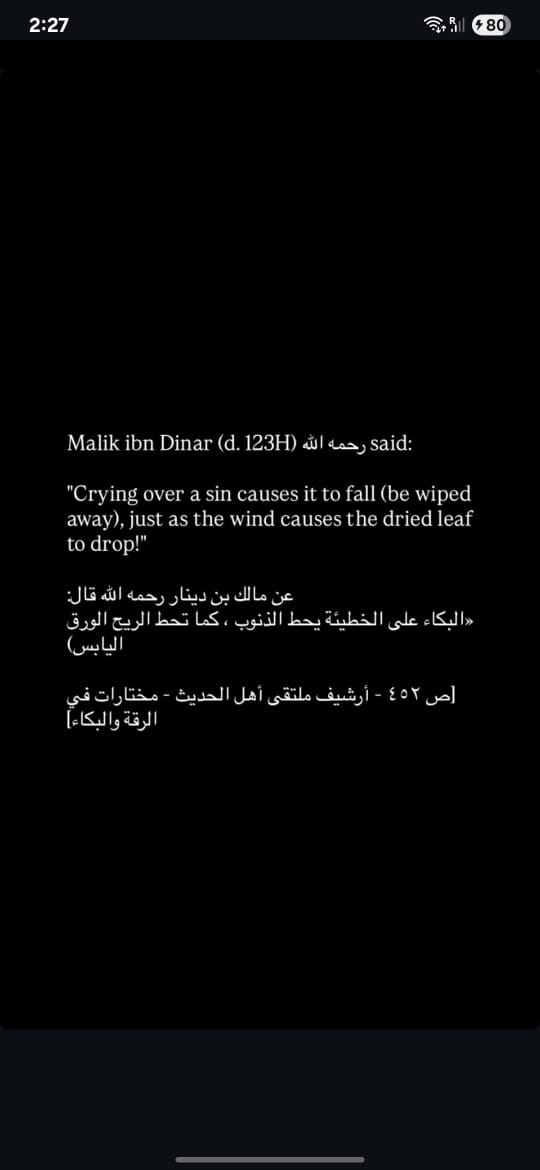 2:27
R
80
Malik ibn Dinar (d. 123H) رحمه الله said:
"Crying over a sin causes it to fall (be wiped
away), just as the wind causes the dried leaf
to drop!"
عن مالك بن دينار رحمه الله قال:
«البكاء على الخطيئة يحط الذنوب ، كما تحط الريح الورق
اليابس)
[ص ٤٥٢ - أرشيف ملتقى أهل الحديث - مختارات في
الرقة والبكاء]